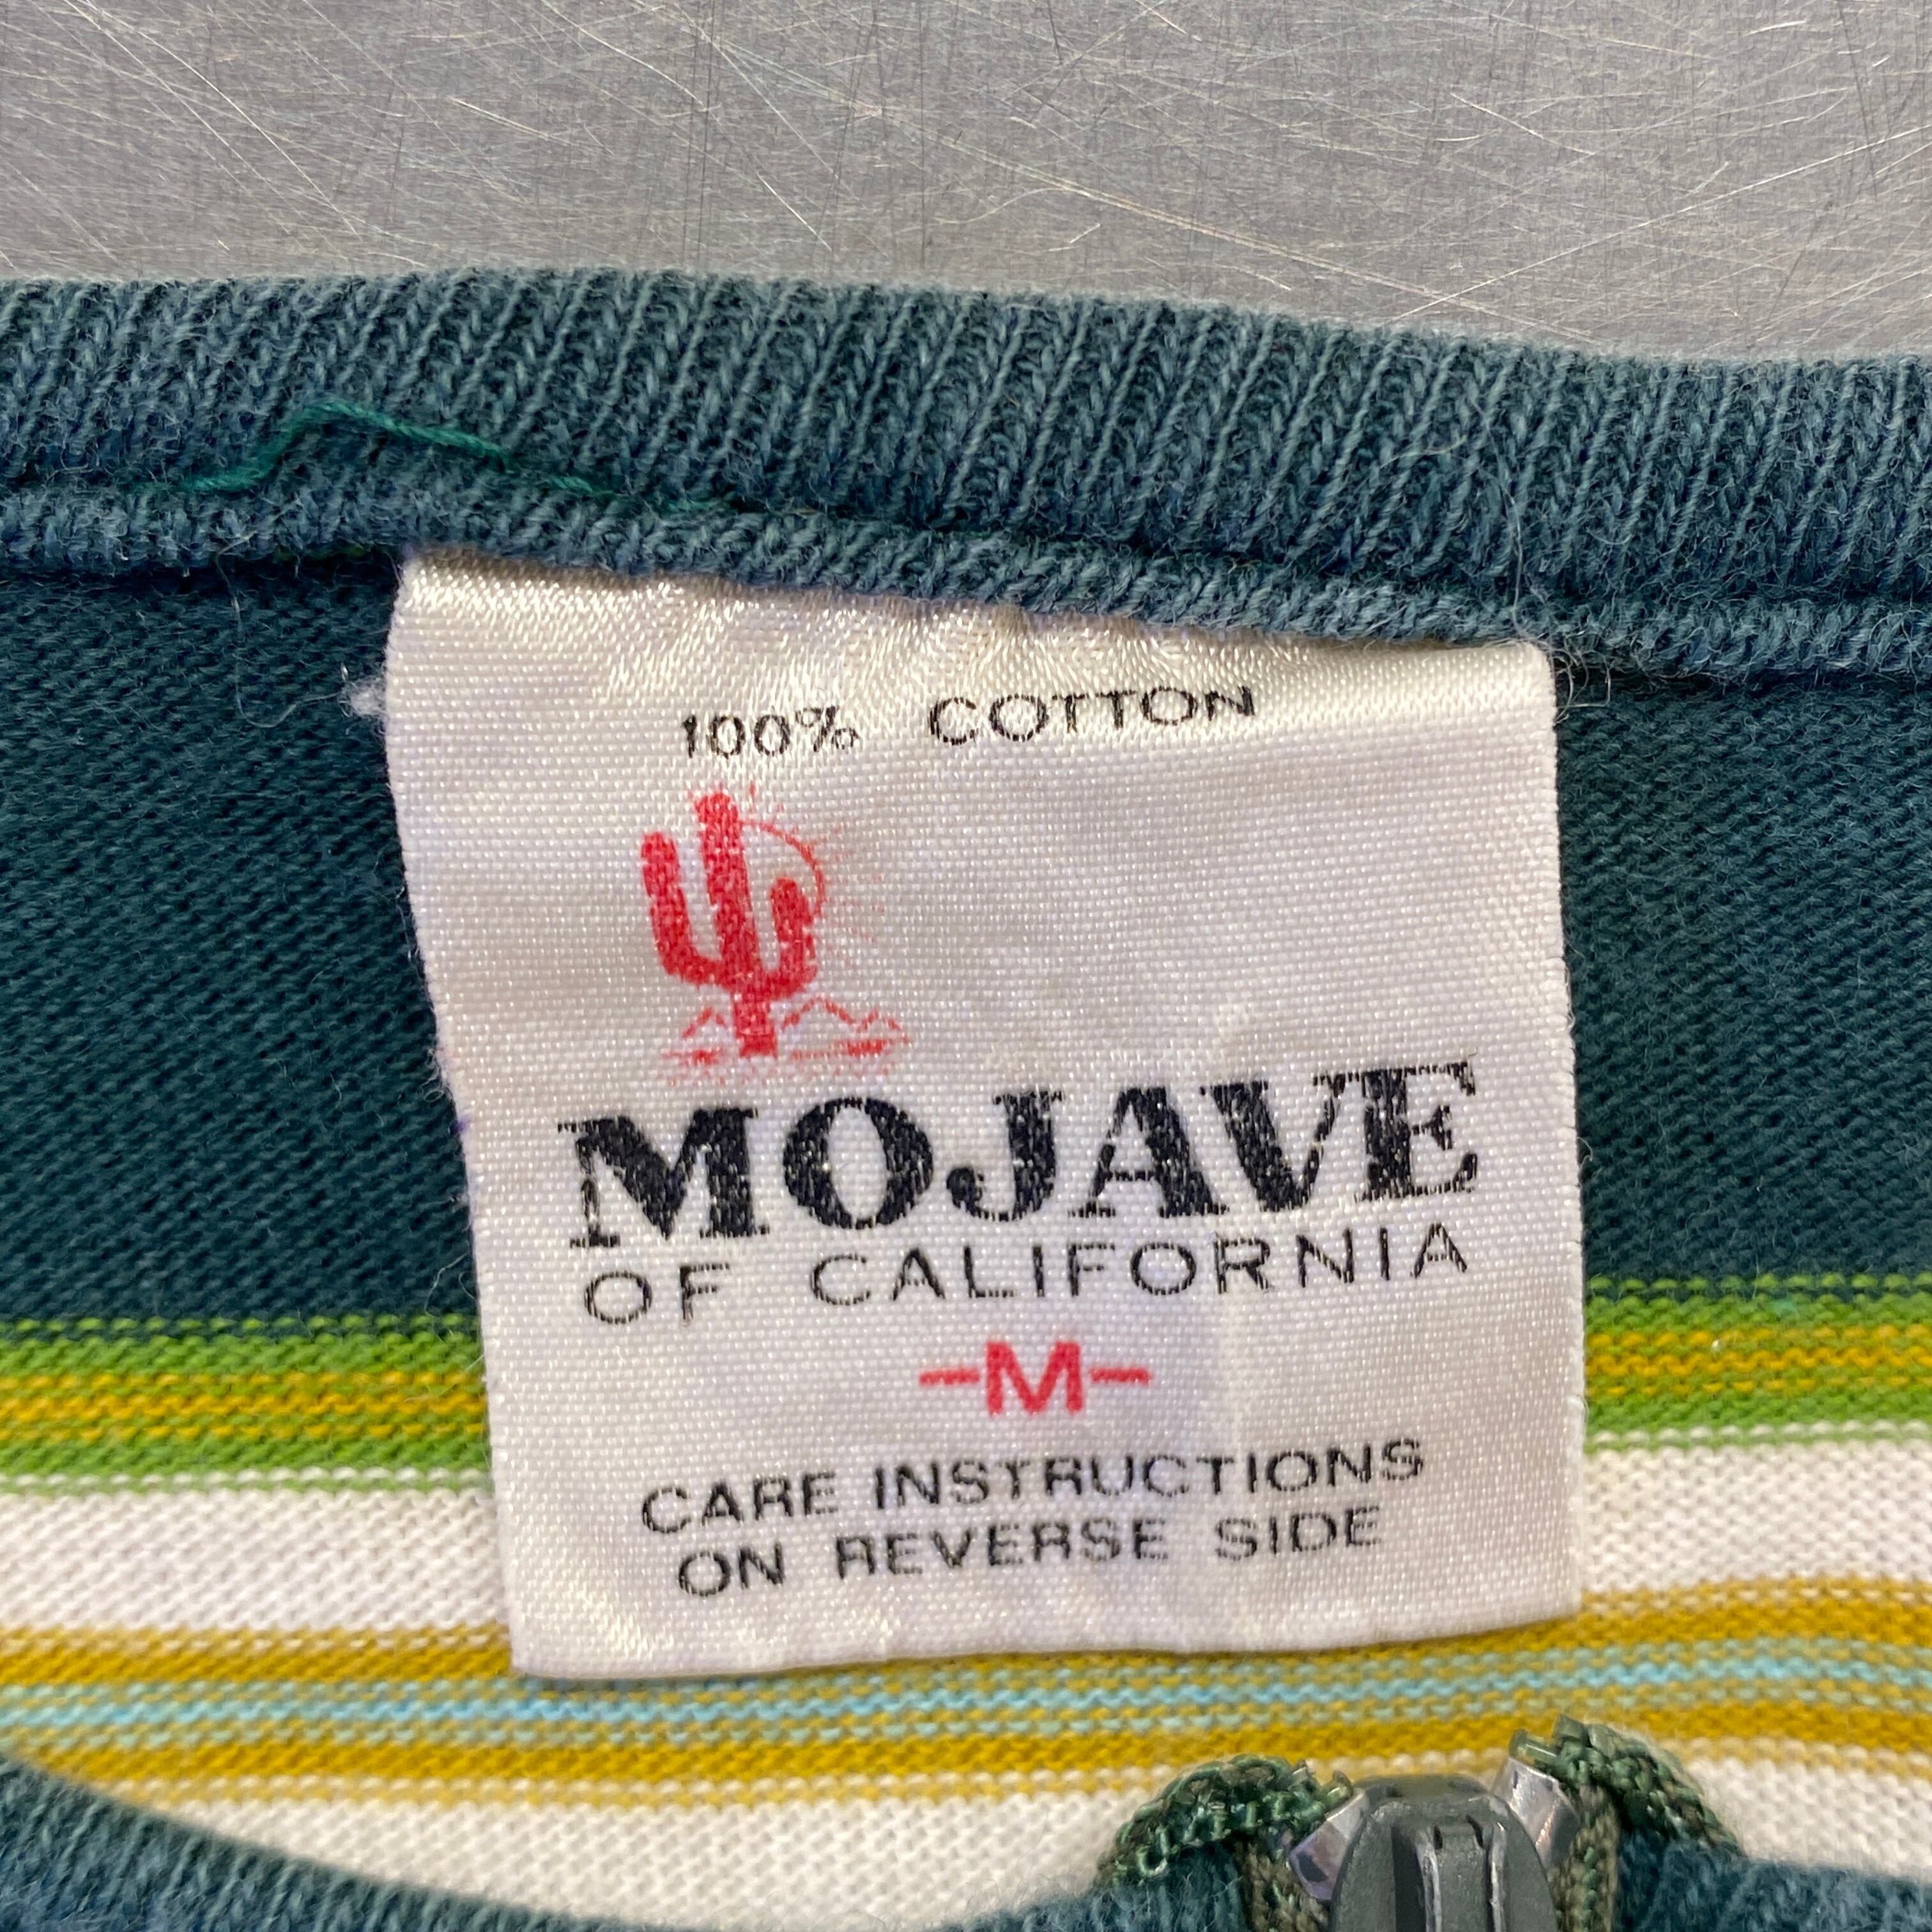 100% COTTON
MOJAVE
OF CALIFORNIA
-M-
CARE INSTRUCTIONS
ON REVERSE SIDE